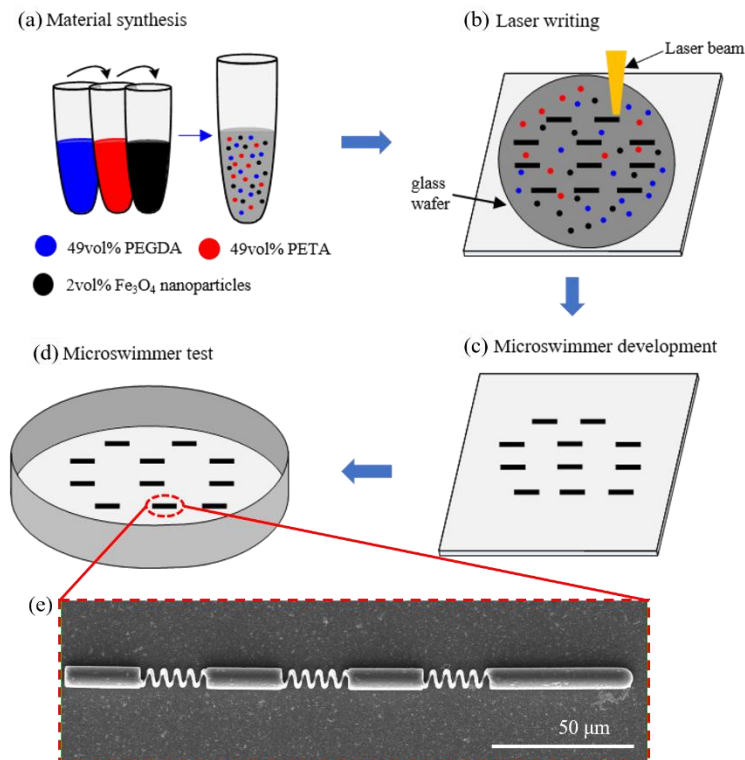 (a) Material synthesis
(b) Laser writing
Laser beam
glass
wafer
49vol% PEGDA
49vol% PETA
2vol% Fe₃O₄ nanoparticles
(d) Microswimmer test
(c) Microswimmer development
(e)
50 μm